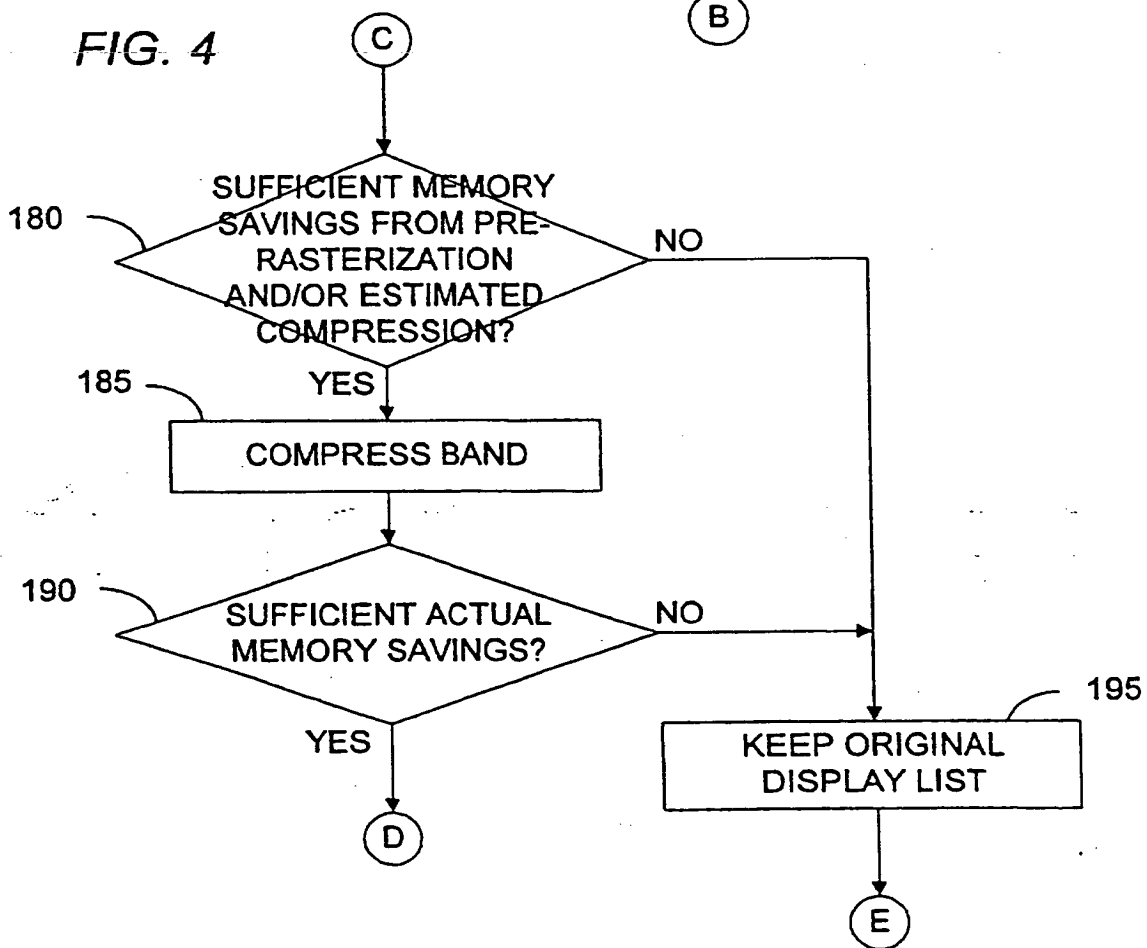 B
FIG. 4
C
SUFFICIENT MEMORY
SAVINGS FROM PRE-
RASTERIZATION
AND/OR ESTIMATED
COMPRESSION?
180
NO
YES
185
COMPRESS BAND
190
SUFFICIENT ACTUAL
MEMORY SAVINGS?
NO
YES
195
KEEP ORIGINAL
DISPLAY LIST
D
E